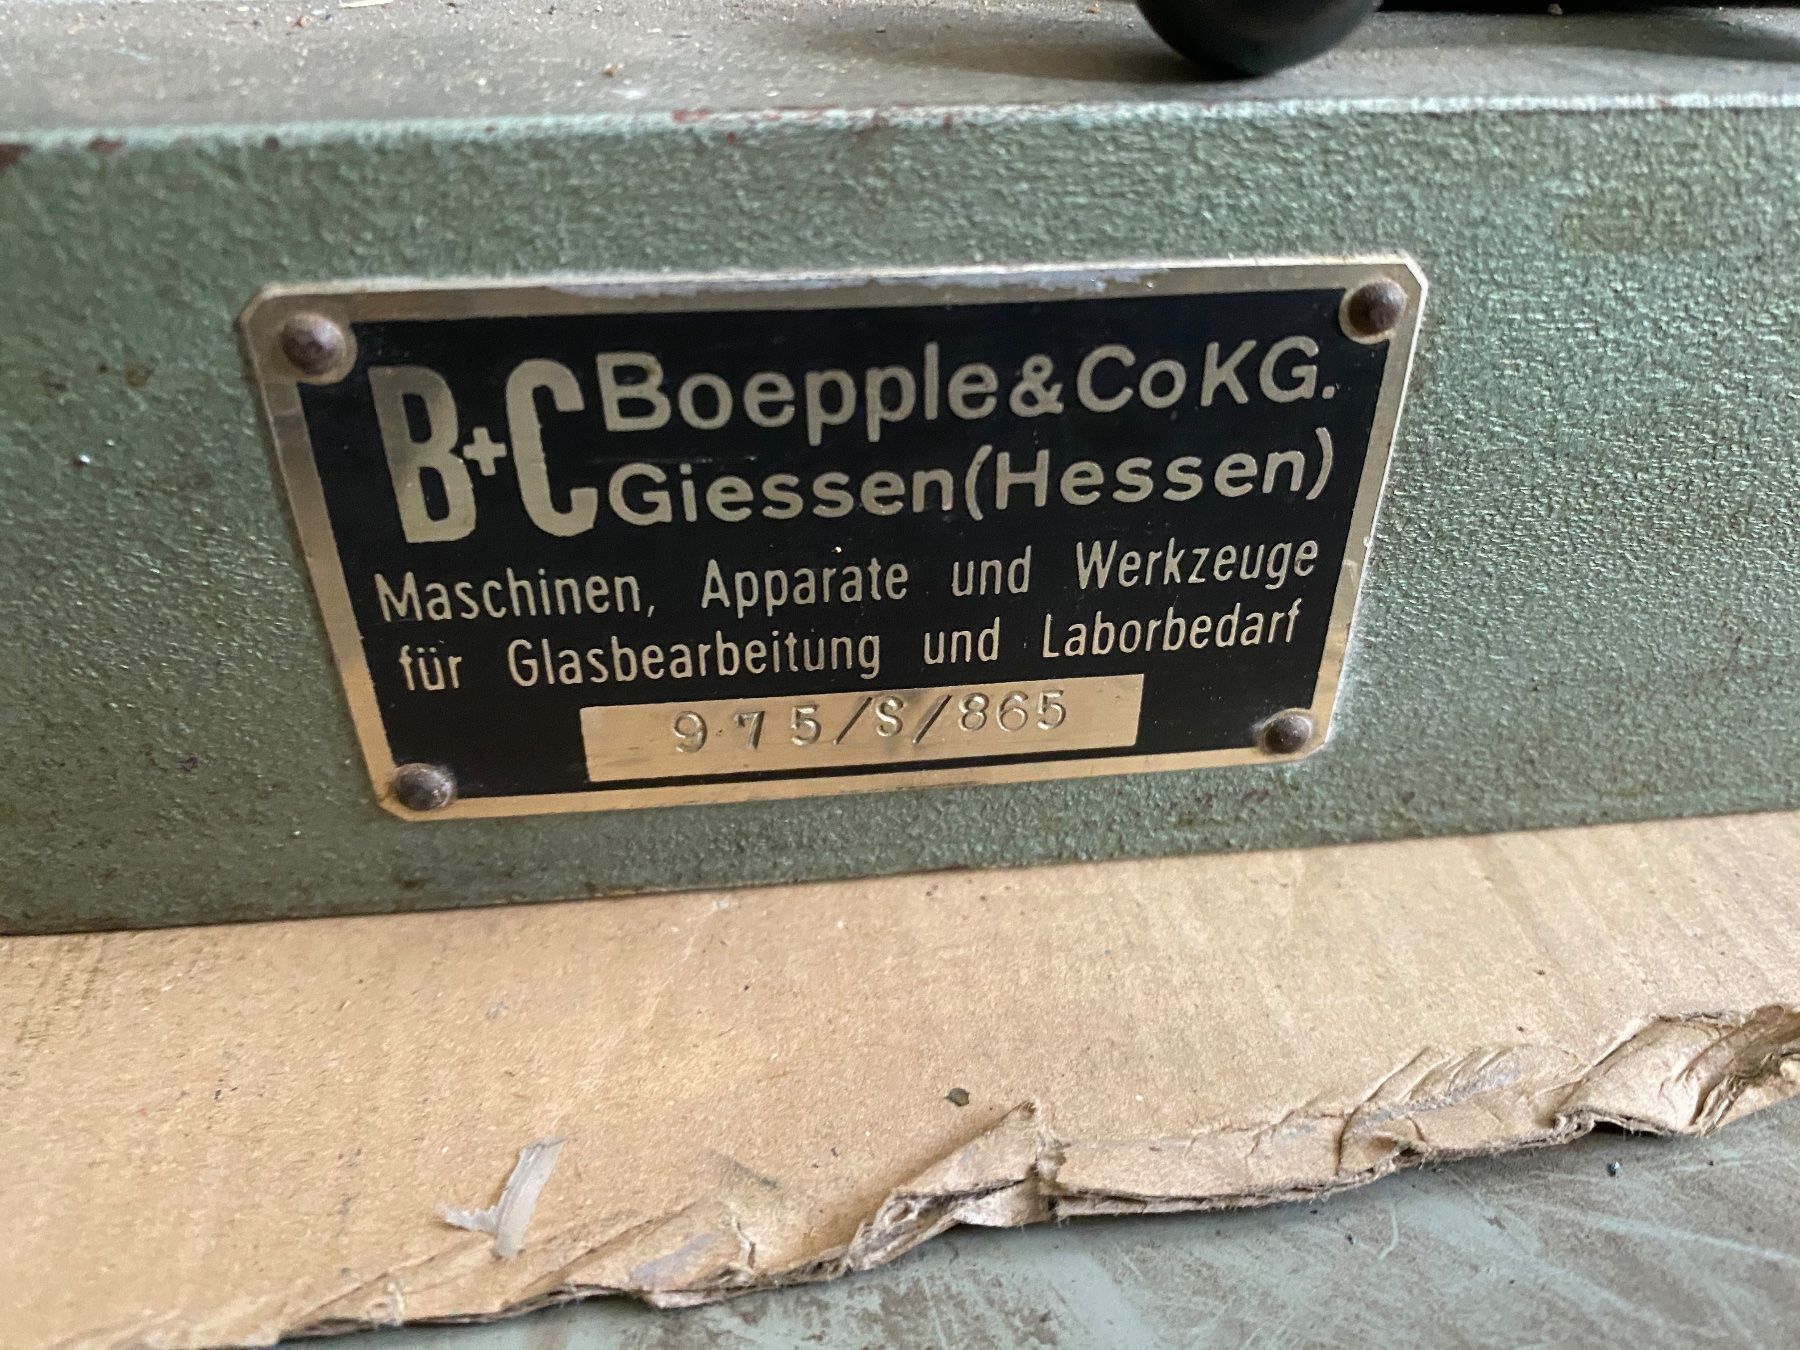 B+C Boepple & Co KG.
Giessen (Hessen)
Maschinen, Apparate und Werkzeuge
für Glasbearbeitung und Laborbedarf
975/S/865